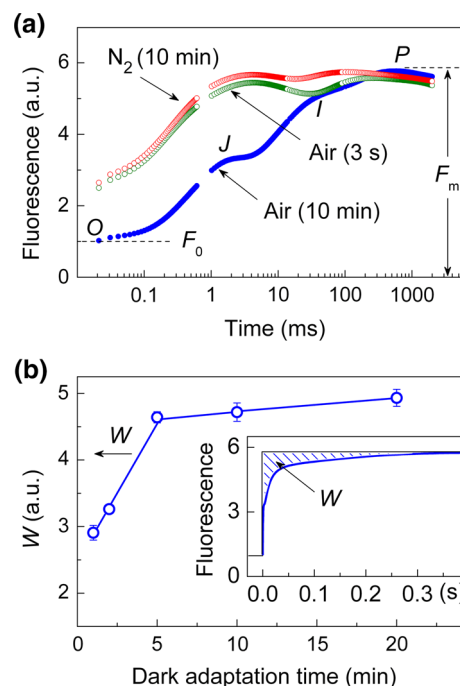 (a)
6
4
2
0
Fluorescence (a.u.)
N2 (10 min)
P
J
I
Air (3 s)
Air (10 min)
O
F0
Fm
0.1 1 10 100 1000
Time (ms)
(b)
5
4
3
2
W (a.u.)
W
6
3
0
Fluorescence
W
0.0 0.1 0.2 0.3 (s)
0 5 10 15 20
Dark adaptation time (min)